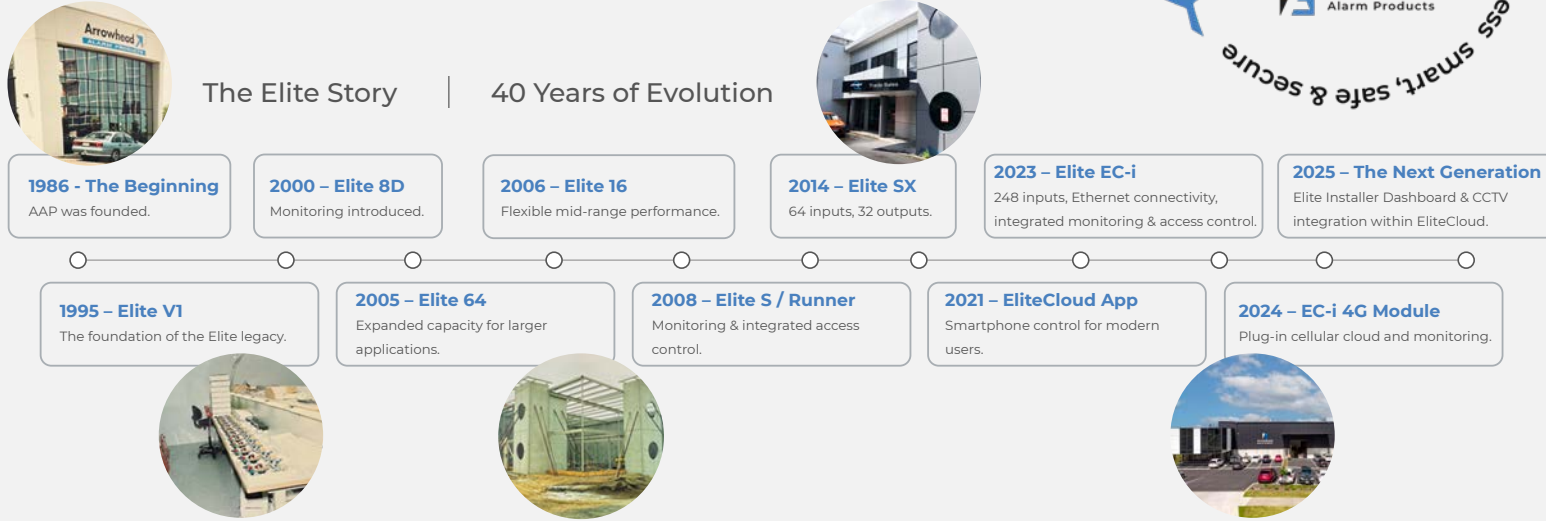 Arrowhead
ALARM PRODUCTS
Alarm Products
ess smart, safe & secure
The Elite Story | 40 Years of Evolution
Trade Sales
1986 - The Beginning
AAP was founded.
2000 – Elite 8D
Monitoring introduced.
2006 – Elite 16
Flexible mid-range performance.
2014 – Elite SX
64 inputs, 32 outputs.
2023 – Elite EC-i
248 inputs, Ethernet connectivity,
integrated monitoring & access control.
2025 – The Next Generation
Elite Installer Dashboard & CCTV
integration within EliteCloud.
1995 – Elite V1
The foundation of the Elite legacy.
2005 – Elite 64
Expanded capacity for larger
applications.
2008 – Elite S / Runner
Monitoring & integrated access
control.
2021 – EliteCloud App
Smartphone control for modern
users.
2024 – EC-i 4G Module
Plug-in cellular cloud and monitoring.